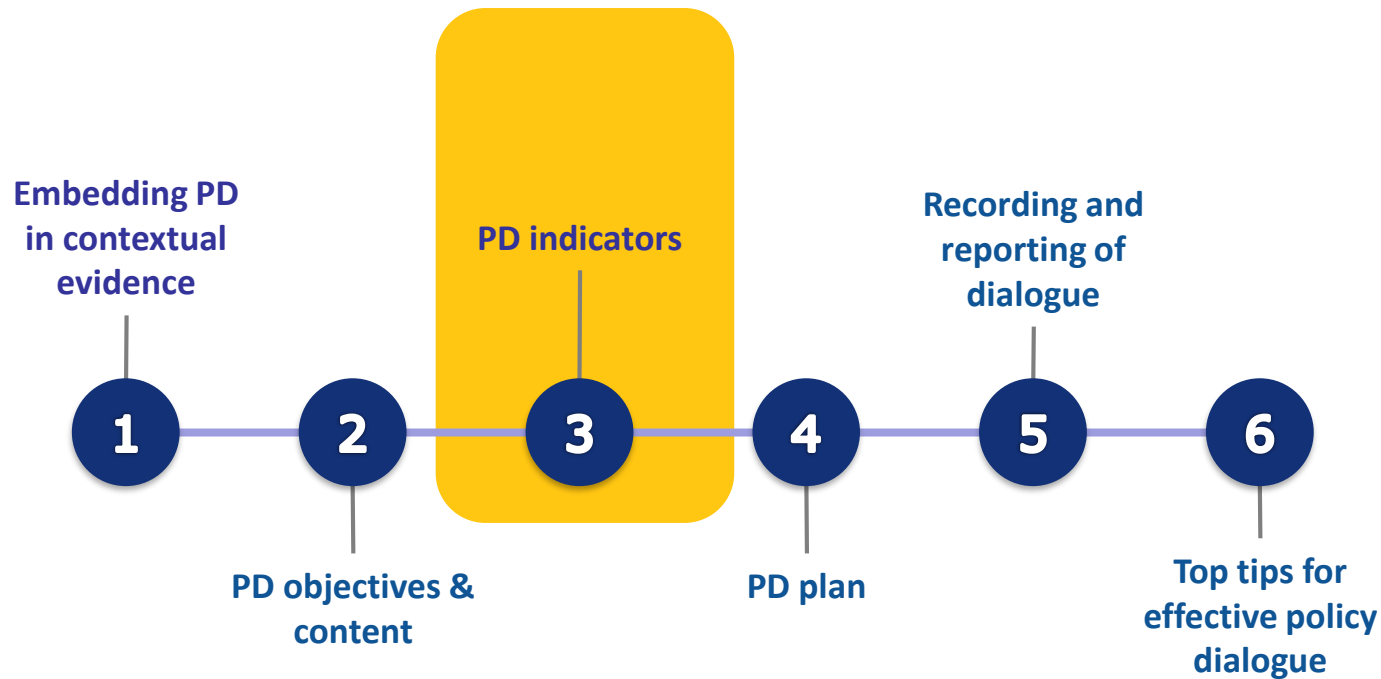 Embedding PD
in contextual
evidence
PD indicators
Recording and
reporting of
dialogue
1
2
3
4
5
6
PD objectives &
content
PD plan
Top tips for
effective policy
dialogue